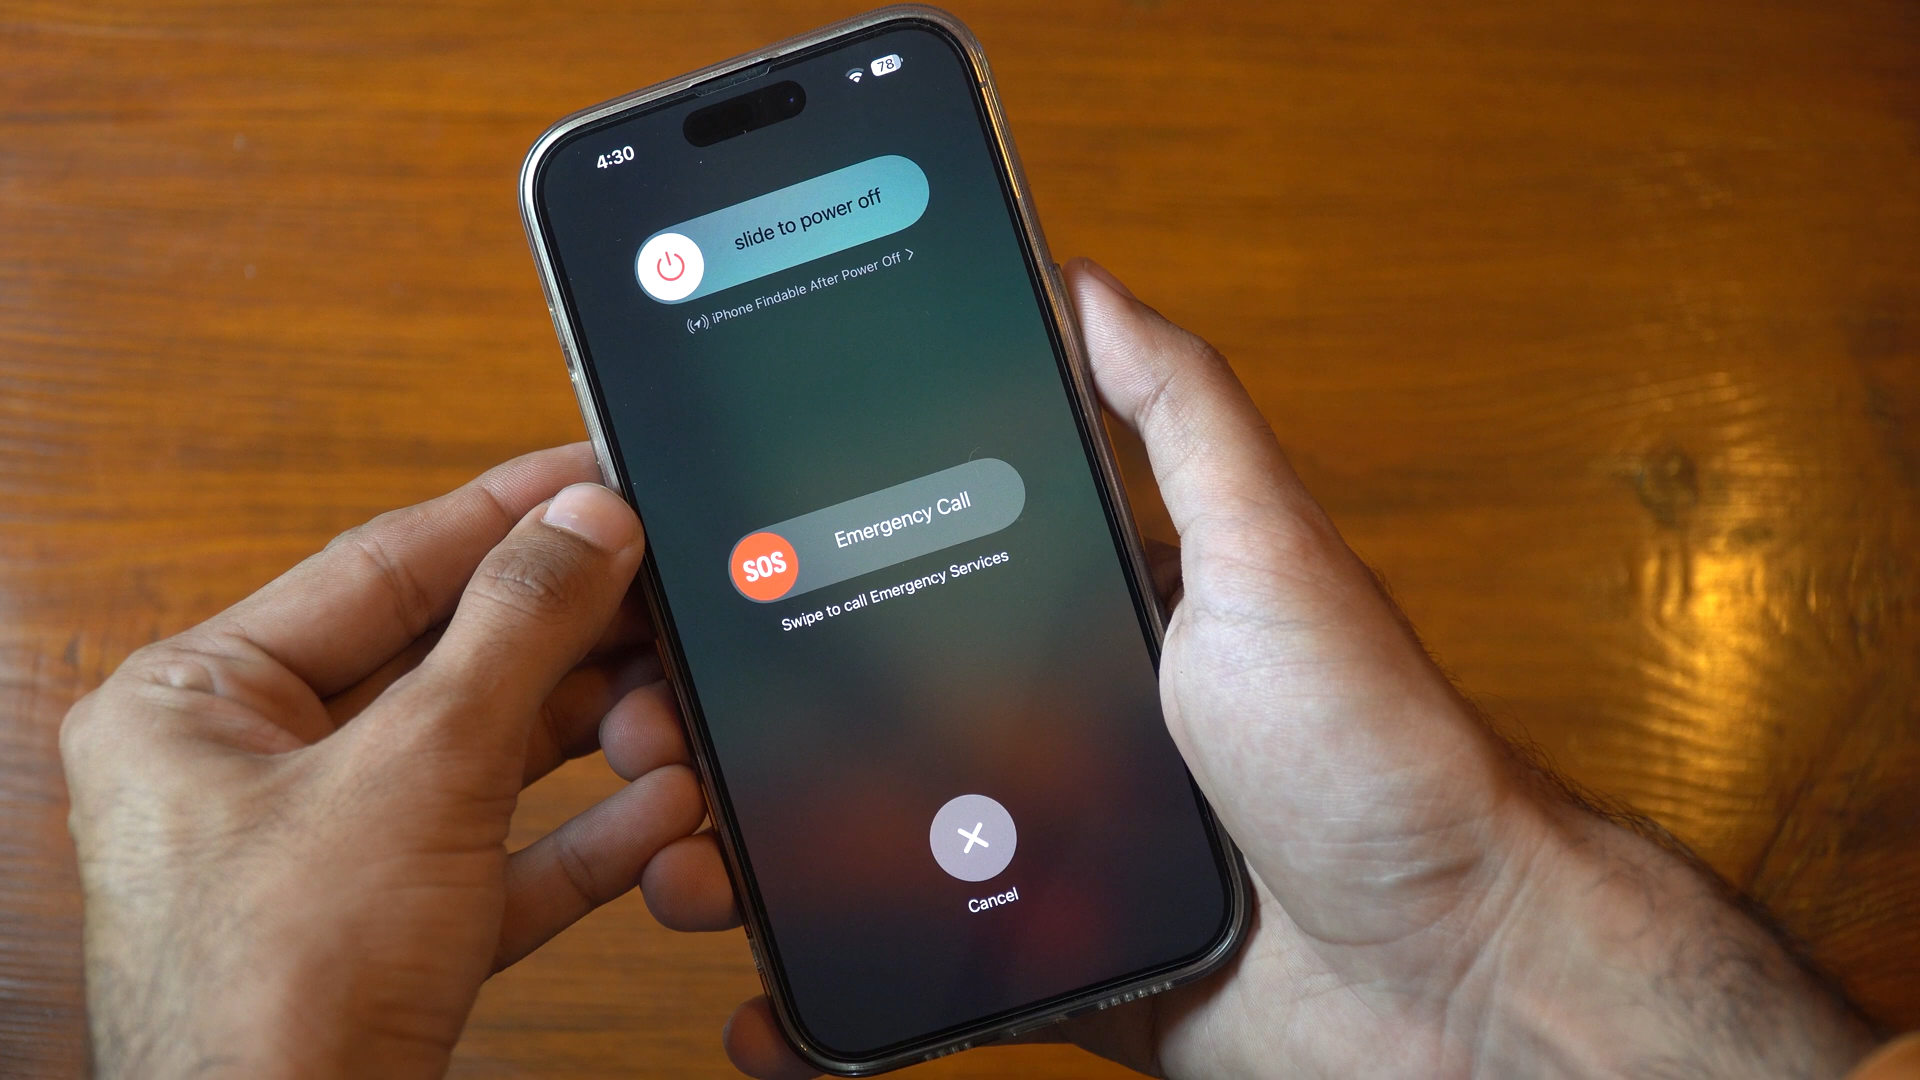 78
4:30
slide to power off
iPhone Findable After Power Off >
SOS Emergency Call
Swipe to call Emergency Services
Cancel